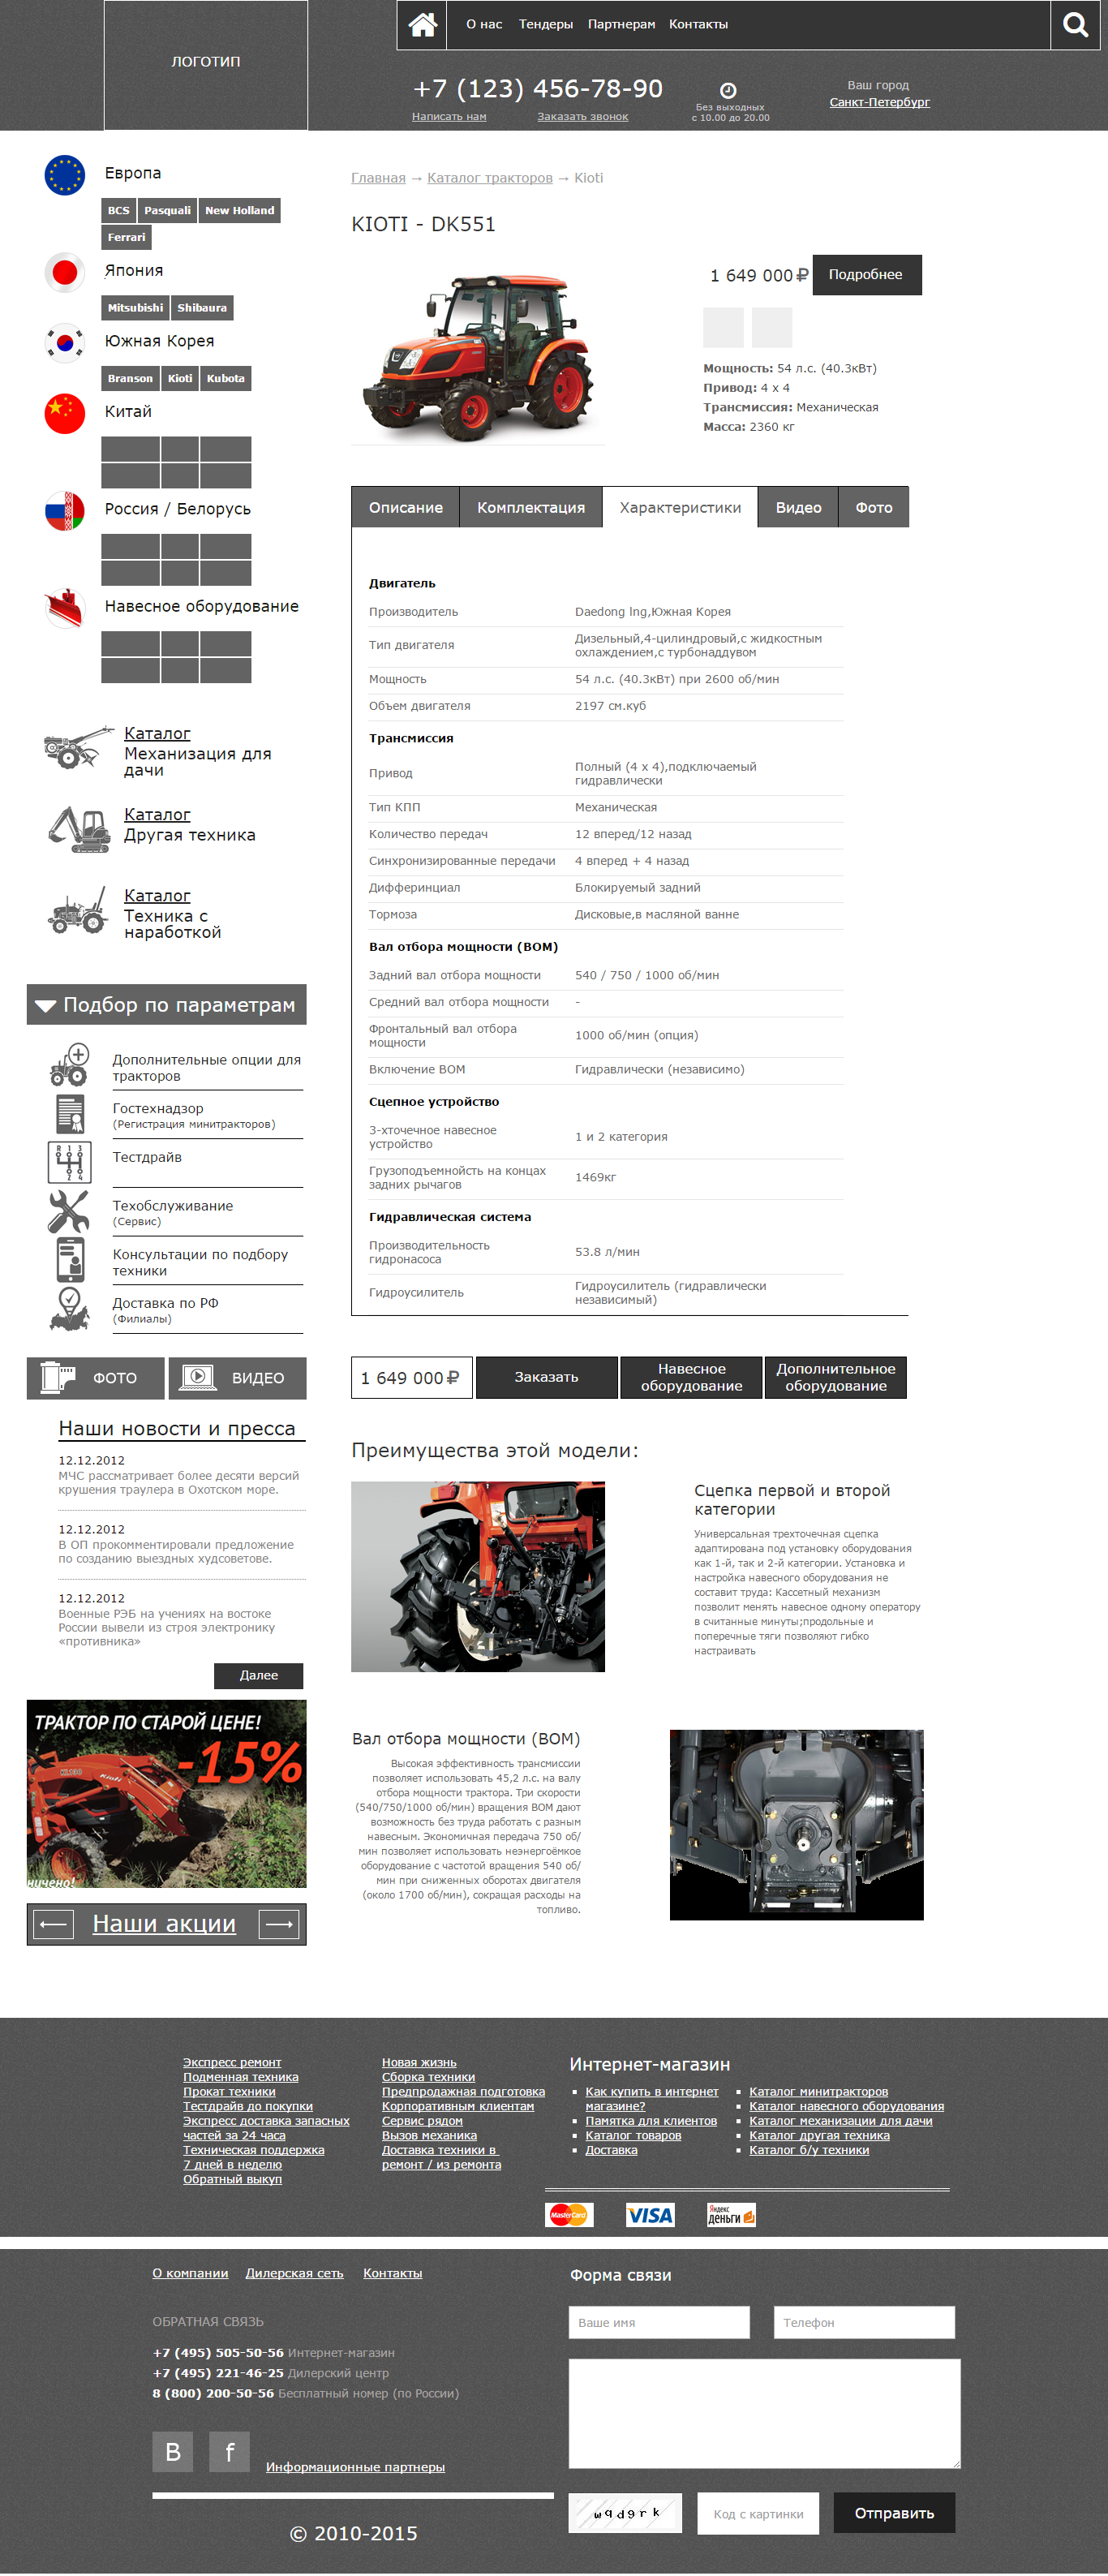 ЛОГОТИП
О нас Тендеры Партнерам Контакты
+7 (123) 456-78-90
Написать нам Заказать звонок
Без выходных
с 10.00 до 20.00
Ваш город
Санкт-Петербург
Европа
BCS Pasquali New Holland
Ferrari
Япония
Mitsubishi Shibaura
Южная Корея
Branson Kioti Kubota
Китай
Россия / Белорусь
Навесное оборудование
Каталог
Механизация для
дачи
Каталог
Другая техника
Каталог
Техника с
наработкой
Подбор по параметрам
Дополнительные опции для
тракторов
Гостехнадзор
(Регистрация минитракторов)
R 1 3
2 4
Тестдрайв
Техобслуживание
(Сервис)
Консультации по подбору
техники
Доставка по РФ
(Филиалы)
ФОТО ВИДЕО
Наши новости и пресса
12.12.2012
МЧС рассматривает более десяти версий
крушения траулера в Охотском море.
12.12.2012
В ОП прокомментировали предложение
по созданию выездных худсоветове.
12.12.2012
Военные РЭБ на учениях на востоке
России вывели из строя электронику
«противника»
Далее
ТРАКТОР ПО СТАРОЙ ЦЕНЕ!
-15%
Kioti
ничено!
Наши акции
Главная → Каталог тракторов → Kioti
KIOTI - DK551
1 649 000 ₽ Подробнее
Мощность: 54 л.с. (40.3кВт)
Привод: 4 x 4
Трансмиссия: Механическая
Масса: 2360 кг
Описание Комплектация Характеристики Видео Фото
Двигатель
Производитель Daedong lng,Южная Корея
Тип двигателя Дизельный,4-цилиндровый,с жидкостным
охлаждением,с турбонаддувом
Мощность 54 л.с. (40.3кВт) при 2600 об/мин
Объем двигателя 2197 см.куб
Трансмиссия
Привод Полный (4 x 4),подключаемый
гидравлически
Тип КПП Механическая
Количество передач 12 вперед/12 назад
Синхронизированные передачи 4 вперед + 4 назад
Дифферинциал Блокируемый задний
Тормоза Дисковые,в масляной ванне
Вал отбора мощности (ВОМ)
Задний вал отбора мощности 540 / 750 / 1000 об/мин
Средний вал отбора мощности -
Фронтальный вал отбора
мощности 1000 об/мин (опция)
Включение ВОМ Гидравлически (независимо)
Сцепное устройство
3-хточечное навесное
устройство 1 и 2 категория
Грузоподъемнойсть на концах
задних рычагов 1469кг
Гидравлическая система
Производительность
гидронасоса 53.8 л/мин
Гидроусилитель Гидроусилитель (гидравлически
независимый)
1 649 000 ₽ Заказать Навесное
оборудование Дополнительное
оборудование
Преимущества этой модели:
Сцепка первой и второй
категории
Универсальная трехточечная сцепка
адаптирована под установку оборудования
как 1-й, так и 2-й категории. Установка и
настройка навесного оборудования не
составит труда: Кассетный механизм
позволит менять навесное одному оператору
в считанные минуты;продольные и
поперечные тяги позволяют гибко
настраивать
Вал отбора мощности (ВОМ)
Высокая эффективность трансмиссии
позволяет использовать 45,2 л.с. на валу
отбора мощности трактора. Три скорости
(540/750/1000 об/мин) вращения ВОМ дают
возможность без труда работать с разным
навесным. Экономичная передача 750 об/
мин позволяет использовать неэнергоёмкое
оборудование с частотой вращения 540 об/
мин при сниженных оборотах двигателя
(около 1700 об/мин), сокращая расходы на
топливо.
Экспресс ремонт
Подменная техника
Прокат техники
Тестдрайв до покупки
Экспресс доставка запасных
частей за 24 часа
Техническая поддержка
7 дней в неделю
Обратный выкуп
Новая жизнь
Сборка техники
Предпродажная подготовка
Корпоративным клиентам
Сервис рядом
Вызов механика
Доставка техники в
ремонт / из ремонта
Интернет-магазин
Как купить в интернет
магазине?
Памятка для клиентов
Каталог товаров
Доставка
Каталог минитракторов
Каталог навесного оборудования
Каталог механизации для дачи
Каталог другая техника
Каталог б/у техники
MasterCard VISA Яндекс
деньги
О компании Дилерская сеть Контакты
ОБРАТНАЯ СВЯЗЬ
+7 (495) 505-50-56 Интернет-магазин
+7 (495) 221-46-25 Дилерский центр
8 (800) 200-50-56 Бесплатный номер (по России)
B f Информационные партнеры
© 2010-2015
Форма связи
Ваше имя Телефон
wqd9rk Код с картинки Отправить